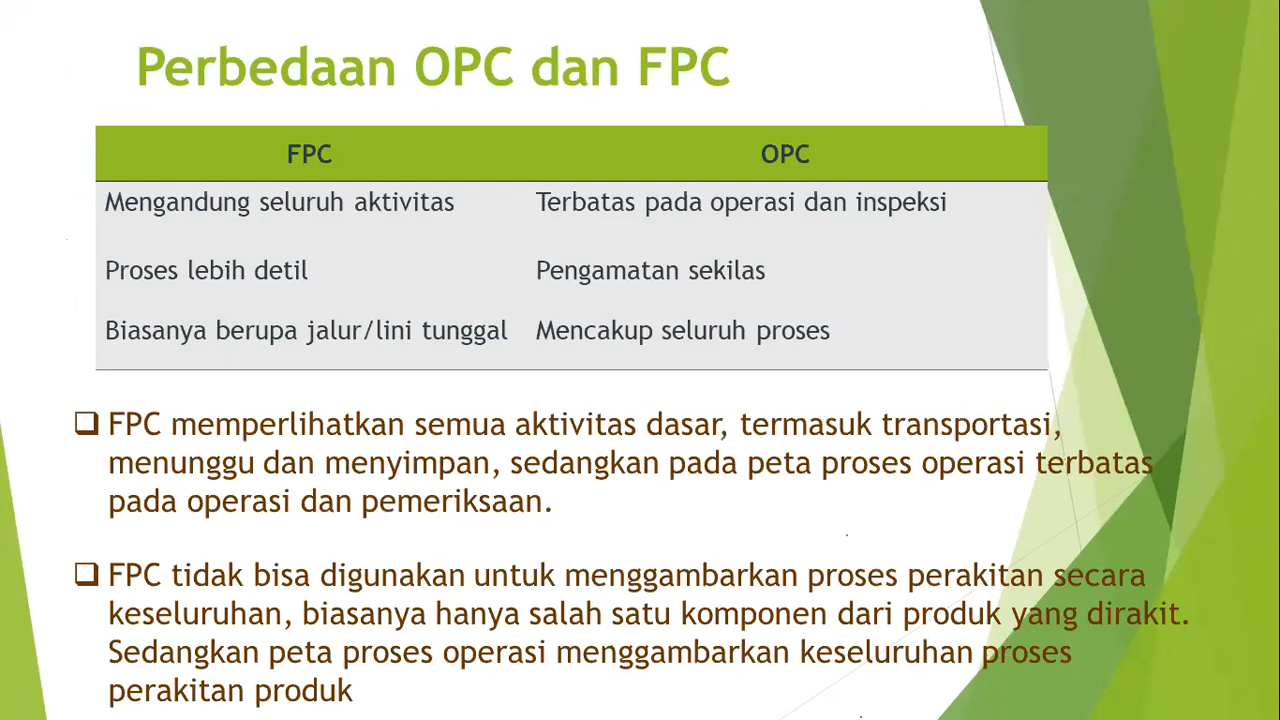 Perbedaan OPC dan FPC
FPC OPC
Mengandung seluruh aktivitas Terbatas pada operasi dan inspeksi
Proses lebih detil Pengamatan sekilas
Biasanya berupa jalur/lini tunggal Mencakup seluruh proses
❑ FPC memperlihatkan semua aktivitas dasar, termasuk transportasi,
menunggu dan menyimpan, sedangkan pada peta proses operasi terbatas
pada operasi dan pemeriksaan.
❑ FPC tidak bisa digunakan untuk menggambarkan proses perakitan secara
keseluruhan, biasanya hanya salah satu komponen dari produk yang dirakit.
Sedangkan peta proses operasi menggambarkan keseluruhan proses
perakitan produk